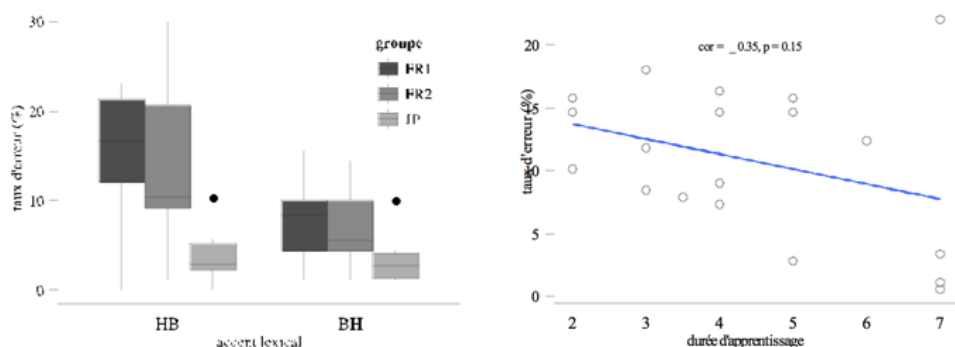 30
20
10
0
taux d'erreur (%)
groupe
FR1
FR2
JP
HB
BH
accent lexical
20
15
10
5
0
taux d'erreur (%)
cor = _ 0.35, p = 0.15
2 3 4 5 6 7
durée d'apprentissage